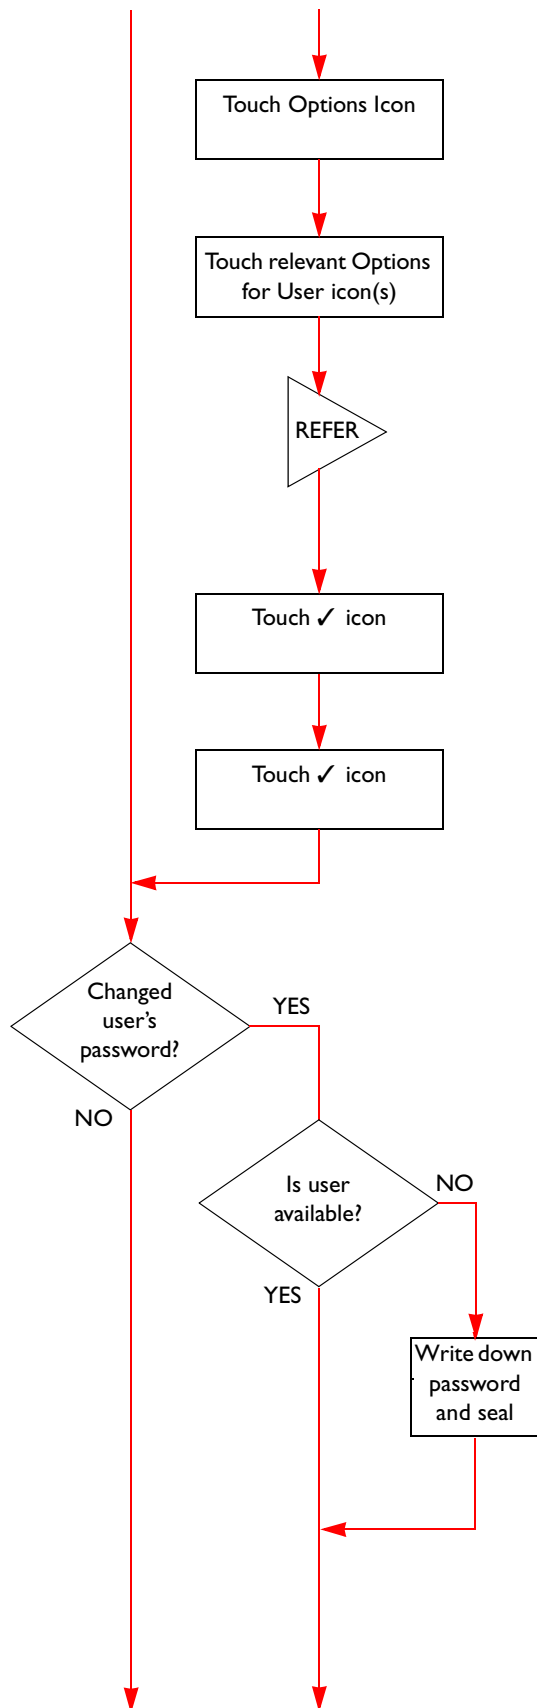 Touch Options Icon
Touch relevant Options
for User icon(s)
REFER
Touch ✓ icon
Touch ✓ icon
Changed
user's
password?
YES
NO
Is user
available?
NO
YES
Write down
password
and seal